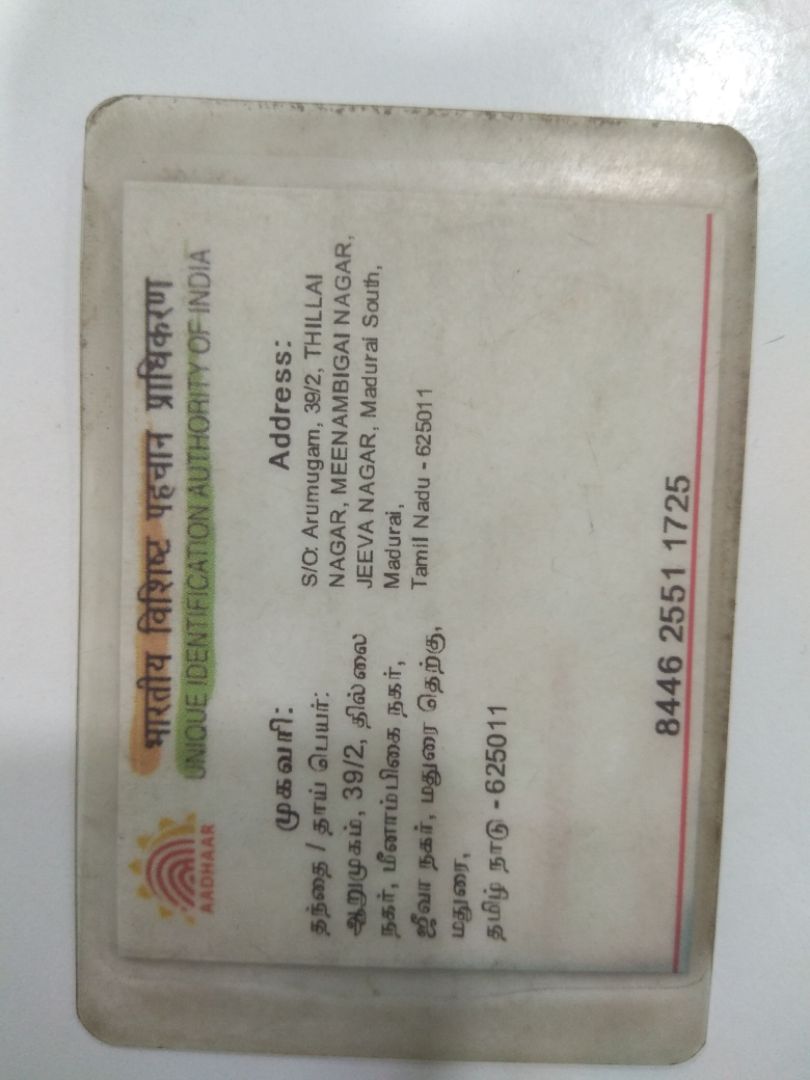 भारतीय विशिष्ट पहचान प्राधिकरण
UNIQUE IDENTIFICATION AUTHORITY OF INDIA
AADHAAR
முகவரி:
தந்தை / தாய் பெயர்:
ஆறுமுகம், 39/2, தில்லை
நகர், மீனாம்பிகை நகர்,
ஜீவா நகர், மதுரை தெற்கு,
மதுரை,
தமிழ் நாடு - 625011
Address:
S/O: Arumugam, 39/2, THILLAI
NAGAR, MEENAMBIGAI NAGAR,
JEEVA NAGAR, Madurai South,
Madurai,
Tamil Nadu - 625011
8446 2551 1725